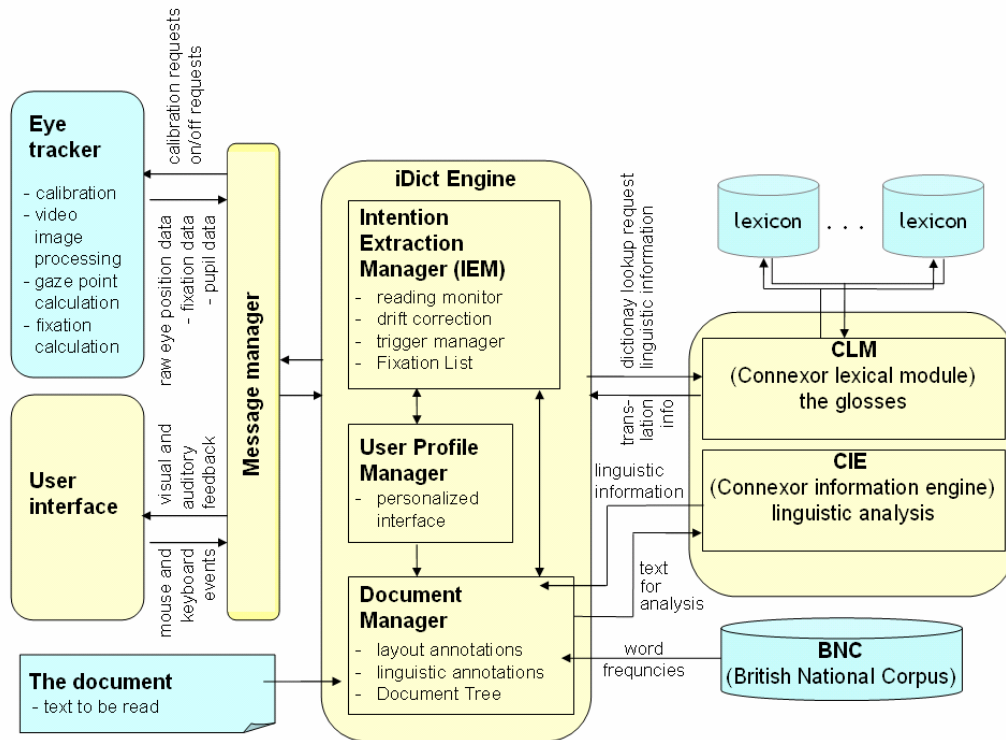 calibration requests
on/off requests
Eye
tracker
- calibration
- video
image
processing
- gaze point
calculation
- fixation
calculation
raw eye position data
- fixation data
- pupil data
Message manager
User
interface
visual and
auditory
feedback
mouse and
keyboard
events
The document
- text to be read
iDict Engine
Intention
Extraction
Manager (IEM)
- reading monitor
- drift correction
- trigger manager
- Fixation List
User Profile
Manager
- personalized
interface
Document
Manager
- layout annotations
- linguistic annotations
- Document Tree
dictionay lookup request
linguistic information
trans-
lation
info
linguistic
information
text
for
analysis
word
frequncies
lexicon
. . .
lexicon
CLM
(Connexor lexical module)
the glosses
CIE
(Connexor information engine)
linguistic analysis
BNC
(British National Corpus)